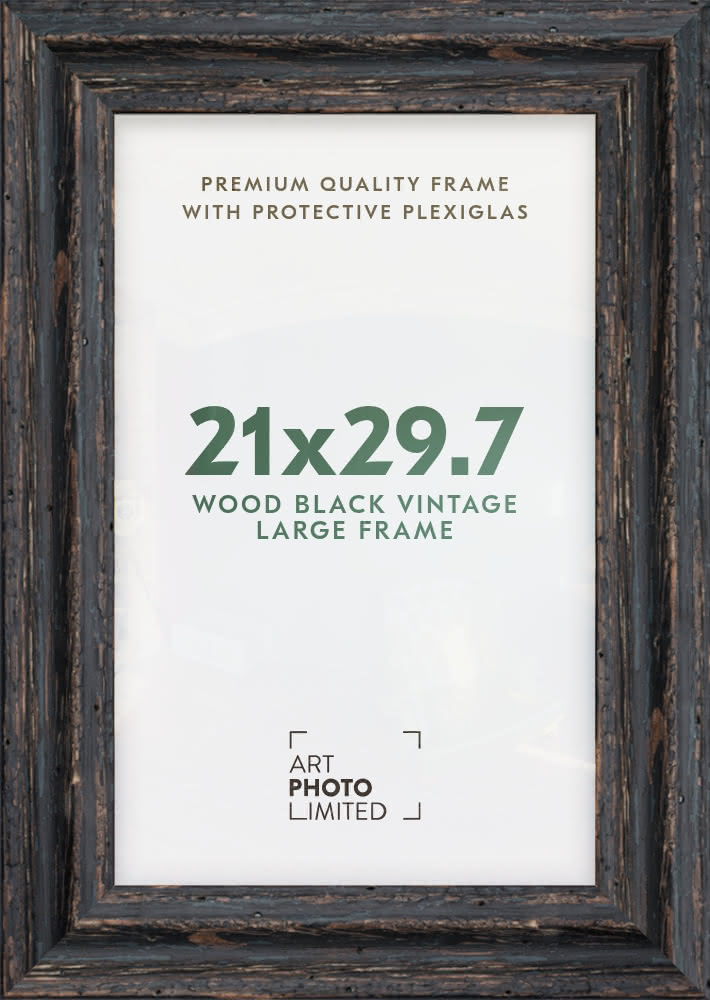 PREMIUM QUALITY FRAME
WITH PROTECTIVE PLEXIGLAS
21x29.7
WOOD BLACK VINTAGE
LARGE FRAME
ART
PHOTO
LIMITED